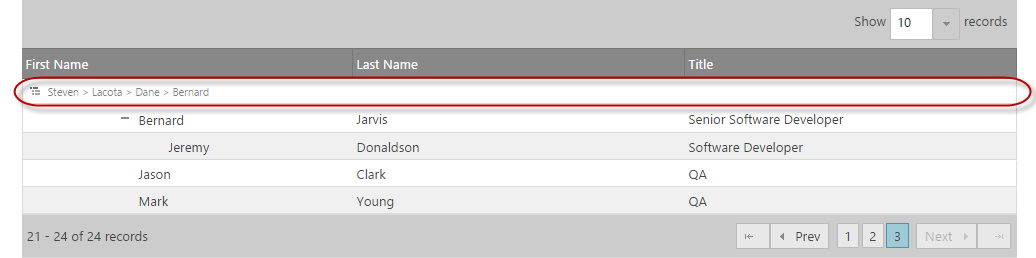 Show 10 records
First Name Last Name Title
Steven > Lacota > Dane > Bernard
Bernard Jarvis Senior Software Developer
Jeremy Donaldson Software Developer
Jason Clark QA
Mark Young QA
21 - 24 of 24 records Prev 1 2 3 Next